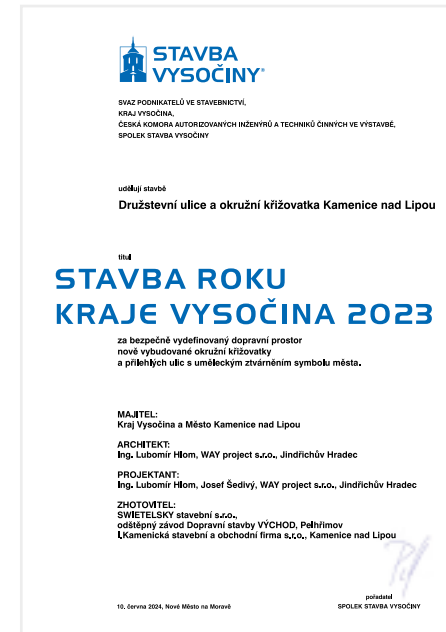 STAVBA
VYSOČINY®
SVAZ PODNIKATELŮ VE STAVEBNICTVÍ,
KRAJ VYSOČINA,
ČESKÁ KOMORA AUTORIZOVANÝCH INŽENÝRŮ A TECHNIKŮ ČINNÝCH VE VÝSTAVBĚ,
SPOLEK STAVBA VYSOČINY
udělují stavbě
Družstevní ulice a okružní křižovatka Kamenice nad Lipou
titul
STAVBA ROKU
KRAJE VYSOČINA 2023
za bezpečně vydefinovaný dopravní prostor
nově vybudované okružní křižovatky
a přilehlých ulic s uměleckým ztvárněním symbolu města.
MAJITEL:
Kraj Vysočina a Město Kamenice nad Lipou
ARCHITEKT:
Ing. Lubomír Hlom, WAY project s.r.o., Jindřichův Hradec
PROJEKTANT:
Ing. Lubomír Hlom, Josef Šedivý, WAY project s.r.o., Jindřichův Hradec
ZHOTOVITEL:
SWIETELSKY stavební s.r.o.,
odštěpný závod Dopravní stavby VÝCHOD, Pelhřimov
I.Kamenická stavební a obchodní firma s.r.o., Kamenice nad Lipou
pořadatel
10. června 2024, Nové Město na Moravě SPOLEK STAVBA VYSOČINY